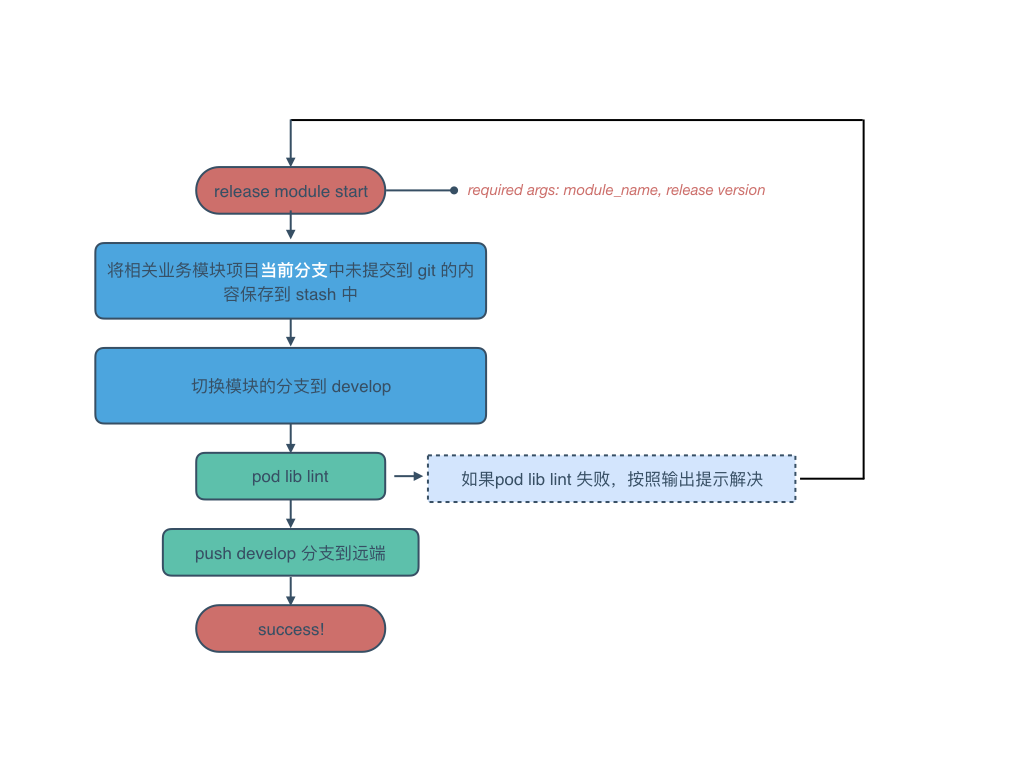 release module start
required args: module_name, release version
将相关业务模块项目当前分支中未提交到 git 的内
容保存到 stash 中
切换模块的分支到 develop
pod lib lint
如果pod lib lint 失败，按照输出提示解决
push develop 分支到远端
success!